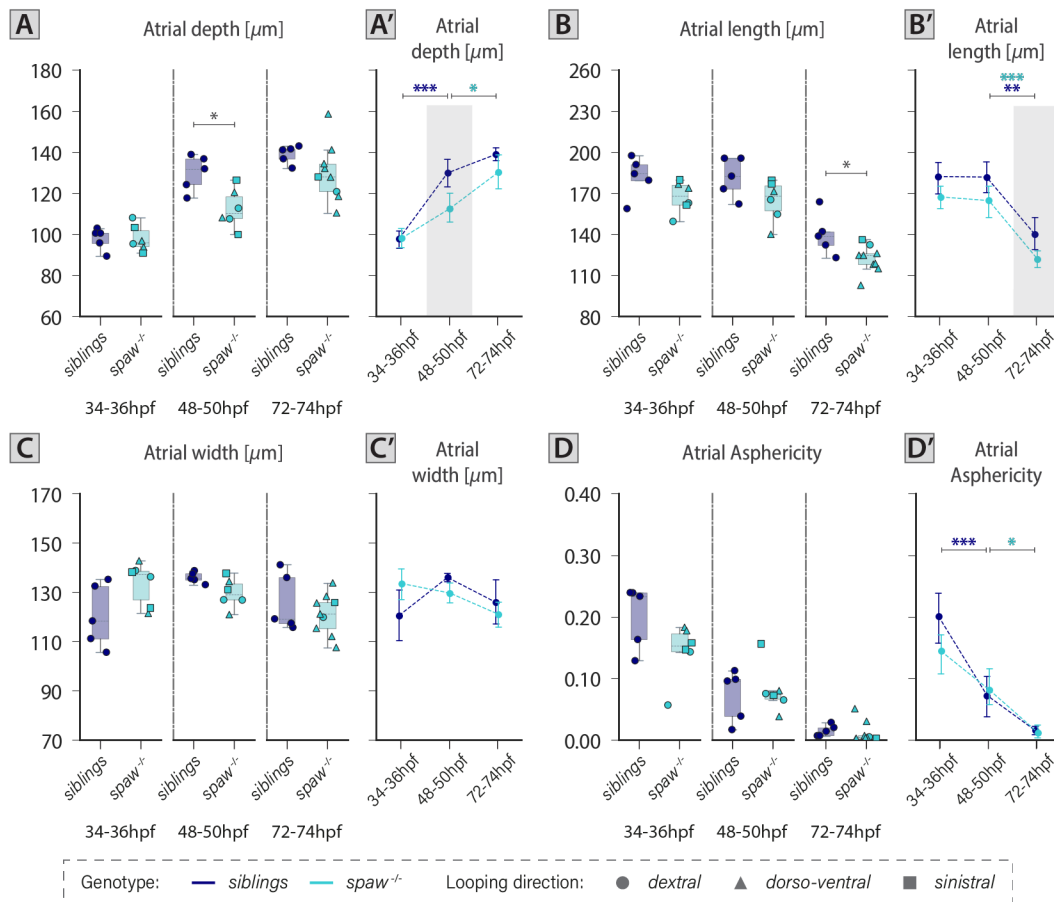 A Atrial depth [µm]
180
160
140
120
100
80
60
*
siblings spaw-/- siblings spaw-/- siblings spaw-/-
34-36hpf 48-50hpf 72-74hpf
A′ Atrial
depth [µm]
*** *
34-36hpf 48-50hpf 72-74hpf
B Atrial length [µm]
260
230
200
170
140
110
80
*
siblings spaw-/- siblings spaw-/- siblings spaw-/-
34-36hpf 48-50hpf 72-74hpf
B′ Atrial
length [µm]
***
**
34-36hpf 48-50hpf 72-74hpf
C Atrial width [µm]
170
150
130
110
90
70
siblings spaw-/- siblings spaw-/- siblings spaw-/-
34-36hpf 48-50hpf 72-74hpf
C′ Atrial
width [µm]
34-36hpf 48-50hpf 72-74hpf
D Atrial Asphericity
0.40
0.30
0.20
0.10
0.00
siblings spaw-/- siblings spaw-/- siblings spaw-/-
34-36hpf 48-50hpf 72-74hpf
D′ Atrial
Asphericity
*** *
34-36hpf 48-50hpf 72-74hpf
Genotype: siblings spaw-/- Looping direction: dextral dorso-ventral sinistral